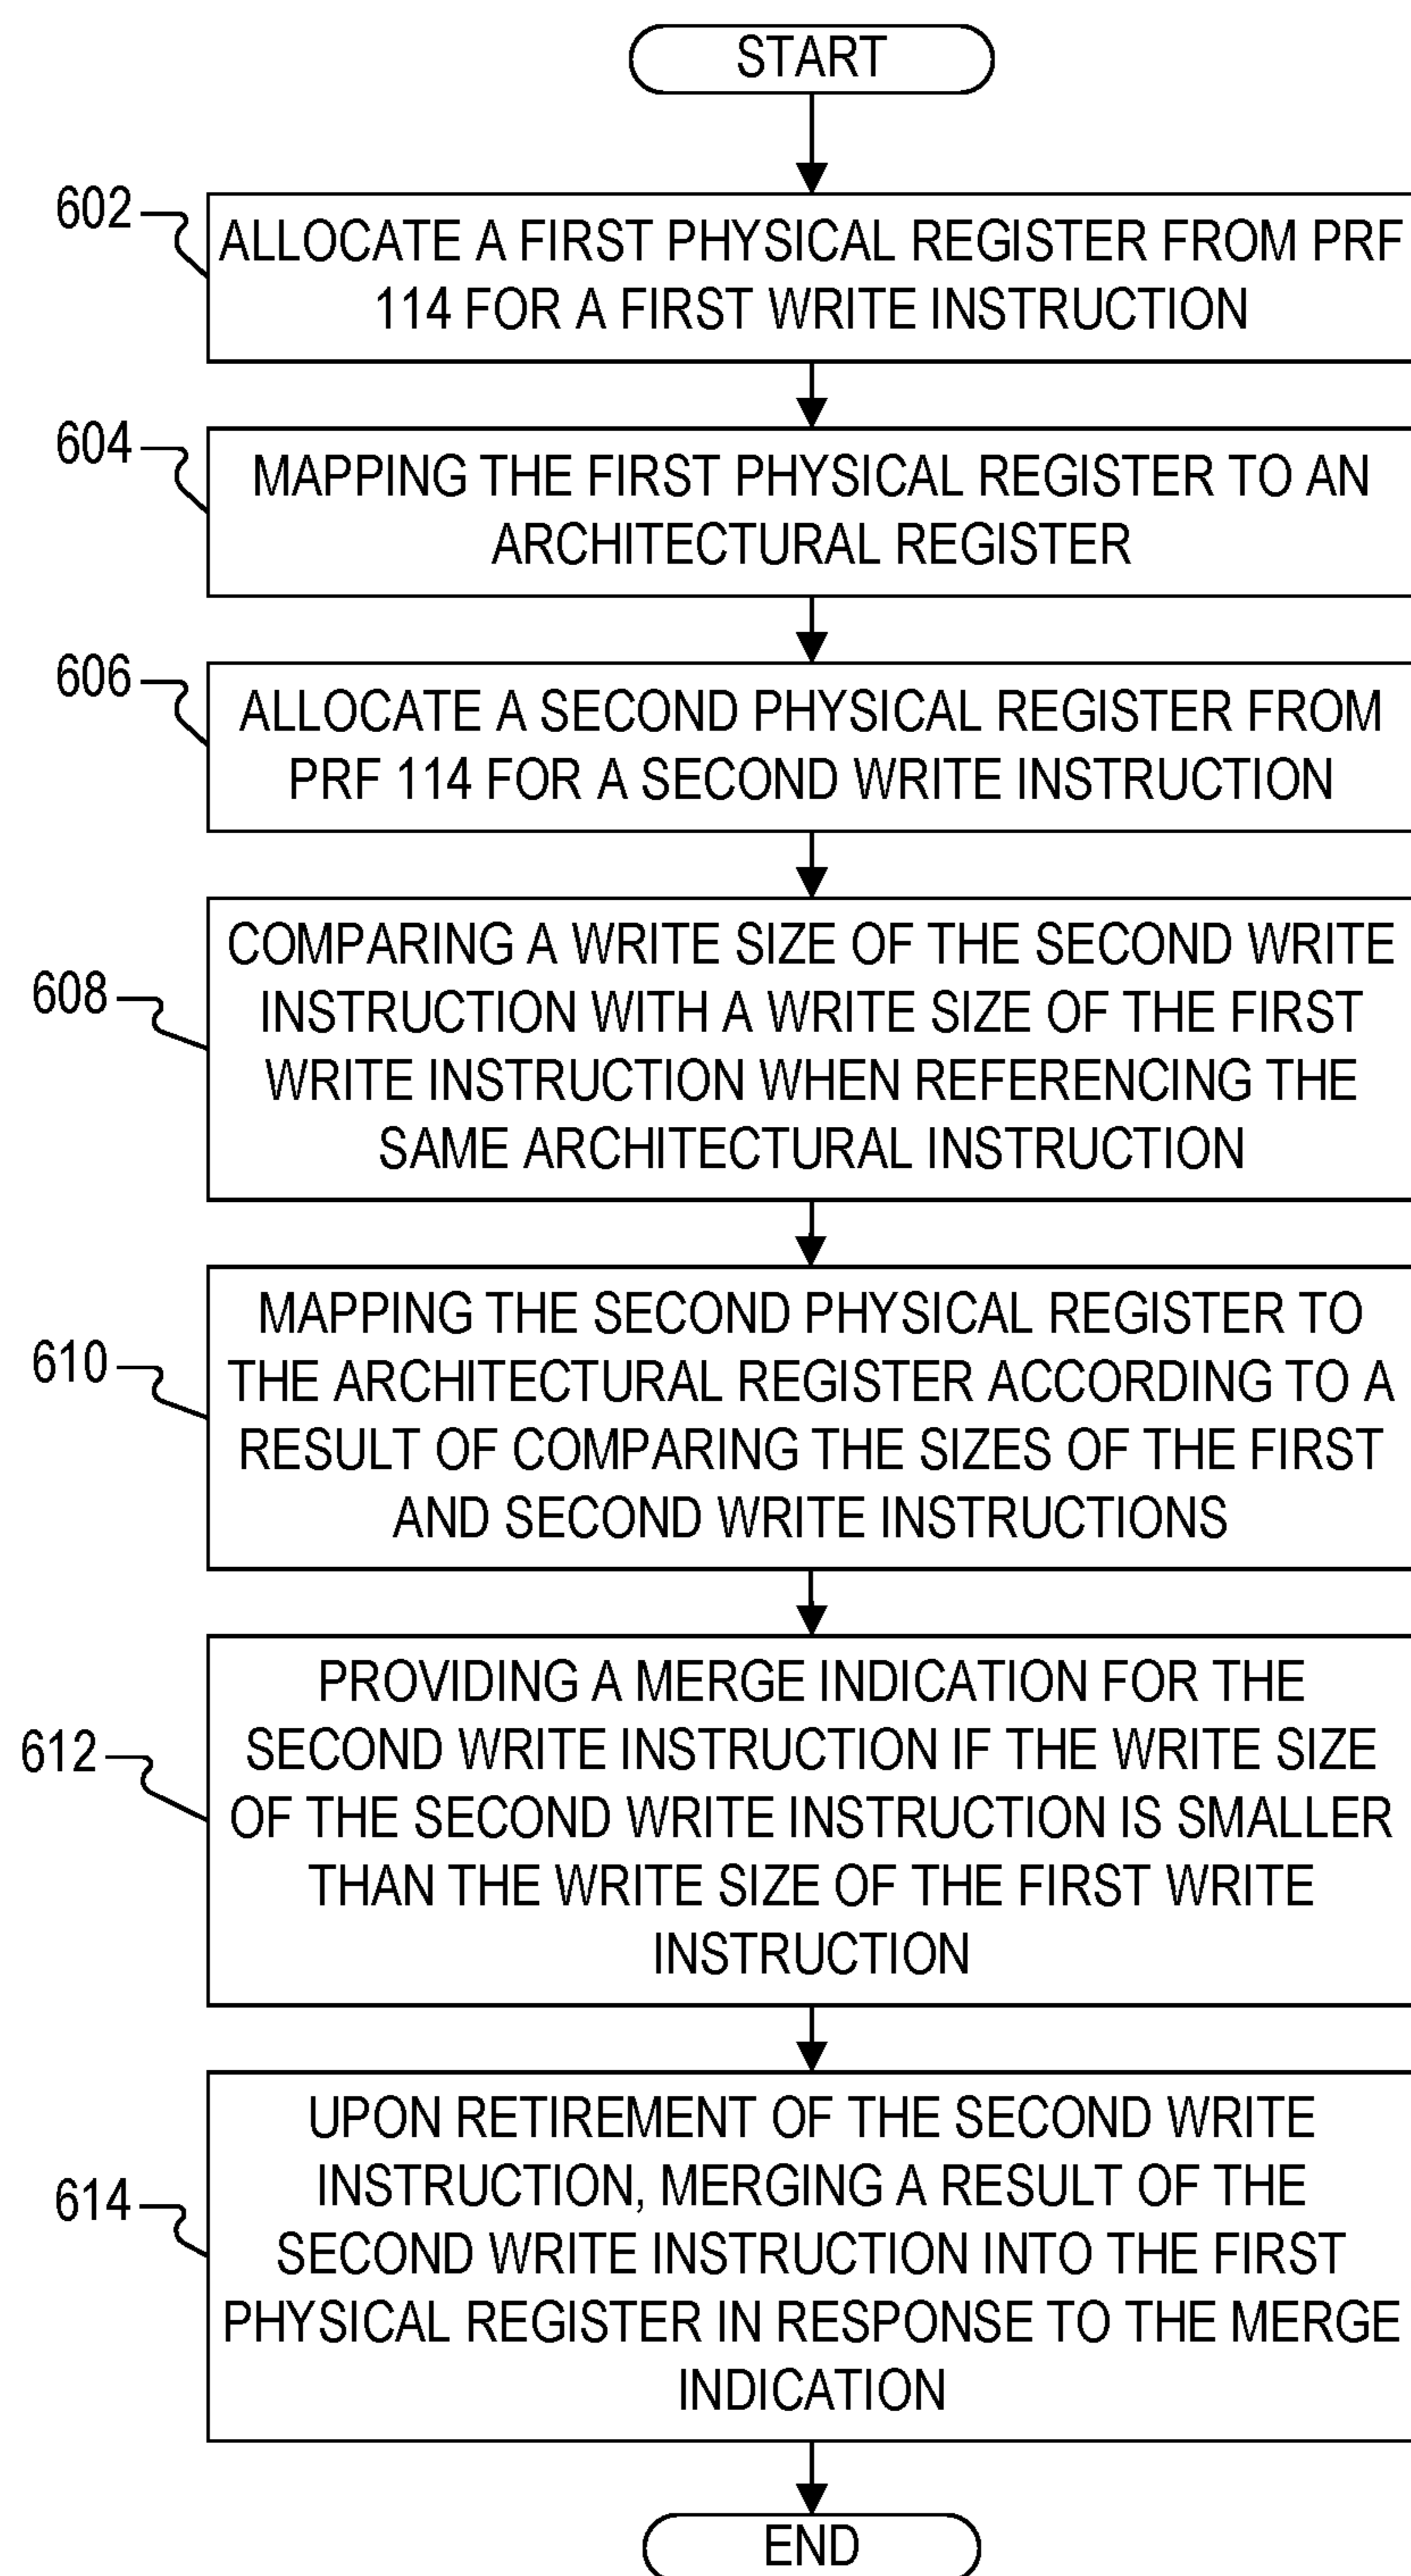 START
602
ALLOCATE A FIRST PHYSICAL REGISTER FROM PRF
114 FOR A FIRST WRITE INSTRUCTION
604
MAPPING THE FIRST PHYSICAL REGISTER TO AN
ARCHITECTURAL REGISTER
606
ALLOCATE A SECOND PHYSICAL REGISTER FROM
PRF 114 FOR A SECOND WRITE INSTRUCTION
608
COMPARING A WRITE SIZE OF THE SECOND WRITE
INSTRUCTION WITH A WRITE SIZE OF THE FIRST
WRITE INSTRUCTION WHEN REFERENCING THE
SAME ARCHITECTURAL INSTRUCTION
610
MAPPING THE SECOND PHYSICAL REGISTER TO
THE ARCHITECTURAL REGISTER ACCORDING TO A
RESULT OF COMPARING THE SIZES OF THE FIRST
AND SECOND WRITE INSTRUCTIONS
612
PROVIDING A MERGE INDICATION FOR THE
SECOND WRITE INSTRUCTION IF THE WRITE SIZE
OF THE SECOND WRITE INSTRUCTION IS SMALLER
THAN THE WRITE SIZE OF THE FIRST WRITE
INSTRUCTION
614
UPON RETIREMENT OF THE SECOND WRITE
INSTRUCTION, MERGING A RESULT OF THE
SECOND WRITE INSTRUCTION INTO THE FIRST
PHYSICAL REGISTER IN RESPONSE TO THE MERGE
INDICATION
END